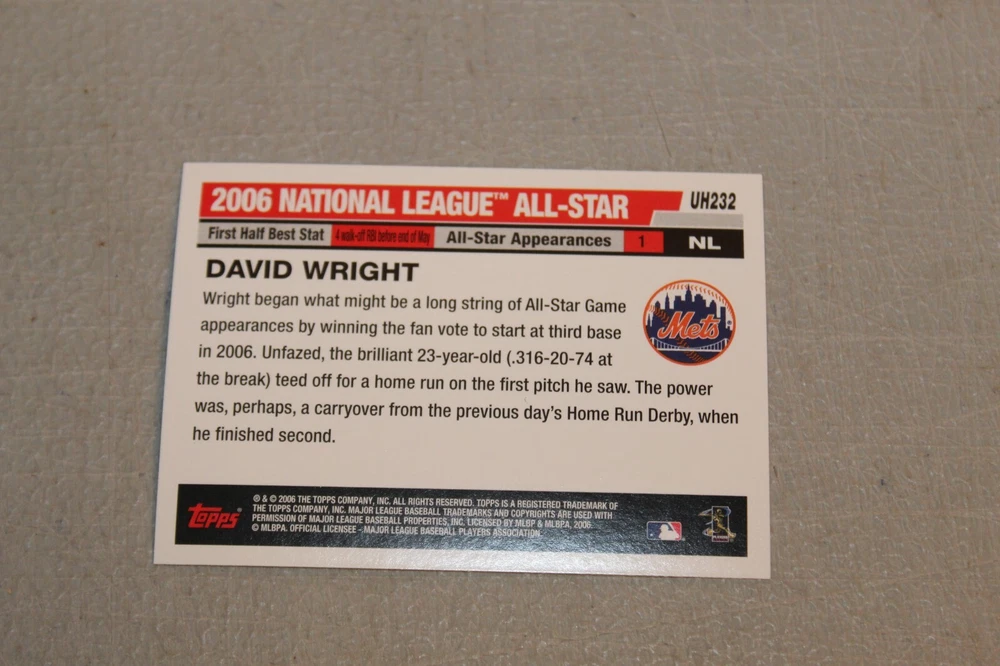 2006 NATIONAL LEAGUE™ ALL-STAR UH232
First Half Best Stat 4 walk-off RBI before end of May All-Star Appearances 1 NL
DAVID WRIGHT
Wright began what might be a long string of All-Star Game
appearances by winning the fan vote to start at third base
in 2006. Unfazed, the brilliant 23-year-old (.316-20-74 at
the break) teed off for a home run on the first pitch he saw. The power
was, perhaps, a carryover from the previous day's Home Run Derby, when
he finished second.
Mets
Topps
® & © 2006 THE TOPPS COMPANY, INC. ALL RIGHTS RESERVED. TOPPS IS A REGISTERED TRADEMARK OF
THE TOPPS COMPANY, INC. MAJOR LEAGUE BASEBALL TRADEMARKS AND COPYRIGHTS ARE USED WITH
PERMISSION OF MAJOR LEAGUE BASEBALL PROPERTIES, INC. LICENSED BY MLBP & MLBPA, 2006.
© MLBPA. OFFICIAL LICENSEE - MAJOR LEAGUE BASEBALL PLAYERS ASSOCIATION.